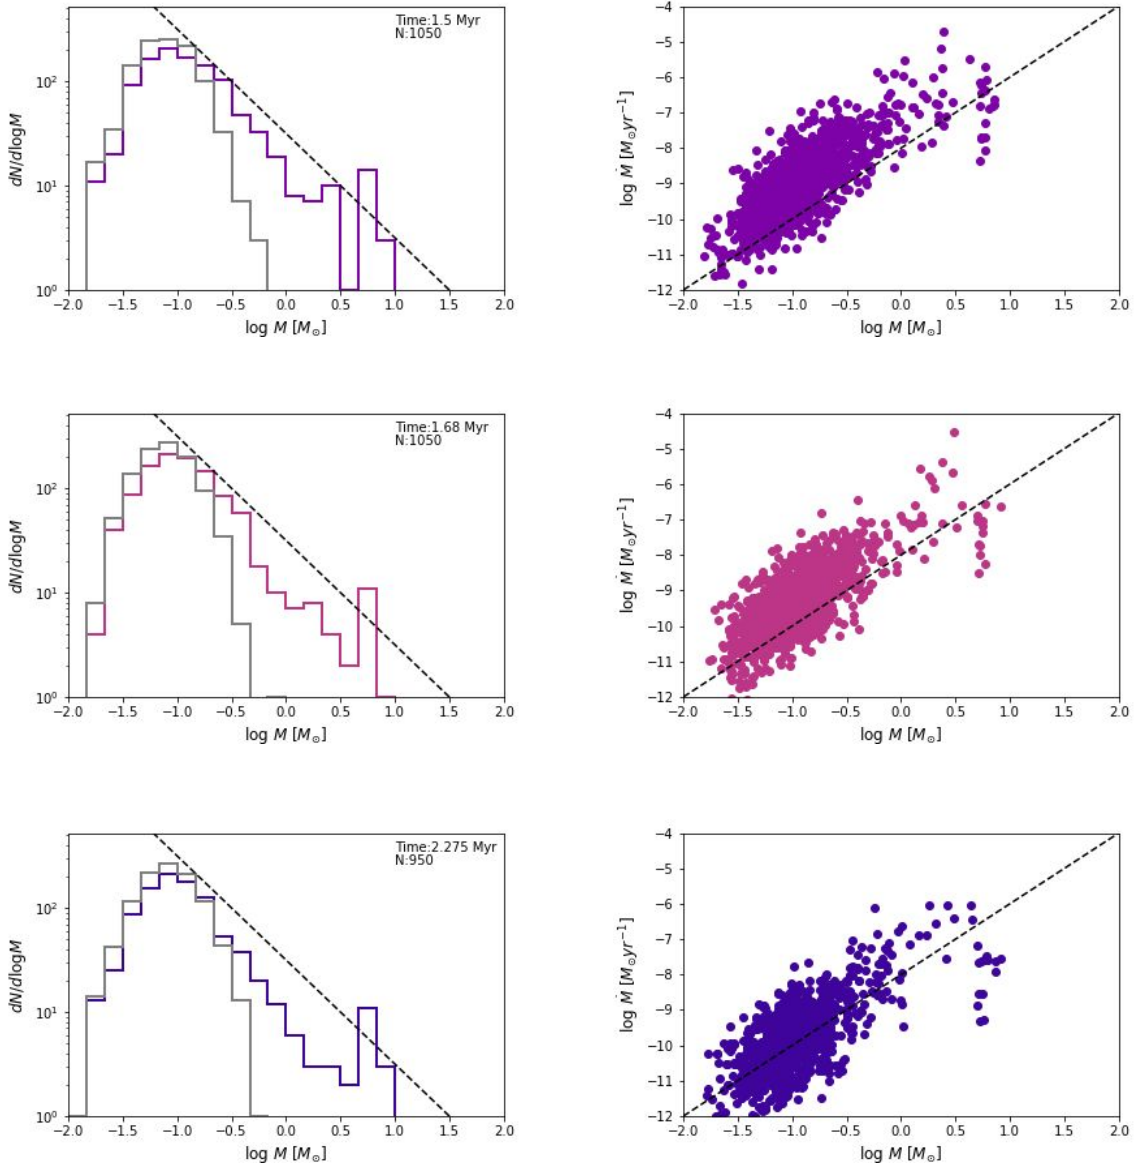 Time:1.5 Myr
N:1050
dN/dlogM
10² 10¹ 10⁰
−2.0 −1.5 −1.0 −0.5 0.0 0.5 1.0 1.5 2.0
log M [M⊙]
log Ṁ [M⊙yr⁻¹]
−4 −5 −6 −7 −8 −9 −10 −11 −12
−2.0 −1.5 −1.0 −0.5 0.0 0.5 1.0 1.5 2.0
log M [M⊙]
Time:1.68 Myr
N:1050
dN/dlogM
10² 10¹ 10⁰
−2.0 −1.5 −1.0 −0.5 0.0 0.5 1.0 1.5 2.0
log M [M⊙]
log Ṁ [M⊙yr⁻¹]
−4 −5 −6 −7 −8 −9 −10 −11 −12
−2.0 −1.5 −1.0 −0.5 0.0 0.5 1.0 1.5 2.0
log M [M⊙]
Time:2.275 Myr
N:950
dN/dlogM
10² 10¹ 10⁰
−2.0 −1.5 −1.0 −0.5 0.0 0.5 1.0 1.5 2.0
log M [M⊙]
log Ṁ [M⊙yr⁻¹]
−4 −5 −6 −7 −8 −9 −10 −11 −12
−2.0 −1.5 −1.0 −0.5 0.0 0.5 1.0 1.5 2.0
log M [M⊙]